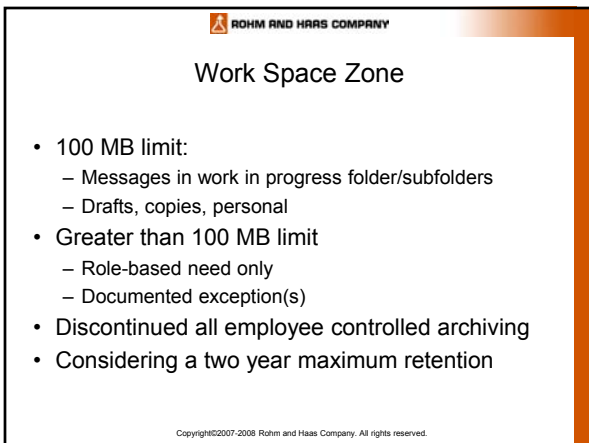 ROHM AND HAAS COMPANY
Work Space Zone
• 100 MB limit:
– Messages in work in progress folder/subfolders
– Drafts, copies, personal
• Greater than 100 MB limit
– Role-based need only
– Documented exception(s)
• Discontinued all employee controlled archiving
• Considering a two year maximum retention
Copyright©2007-2008 Rohm and Haas Company. All rights reserved.